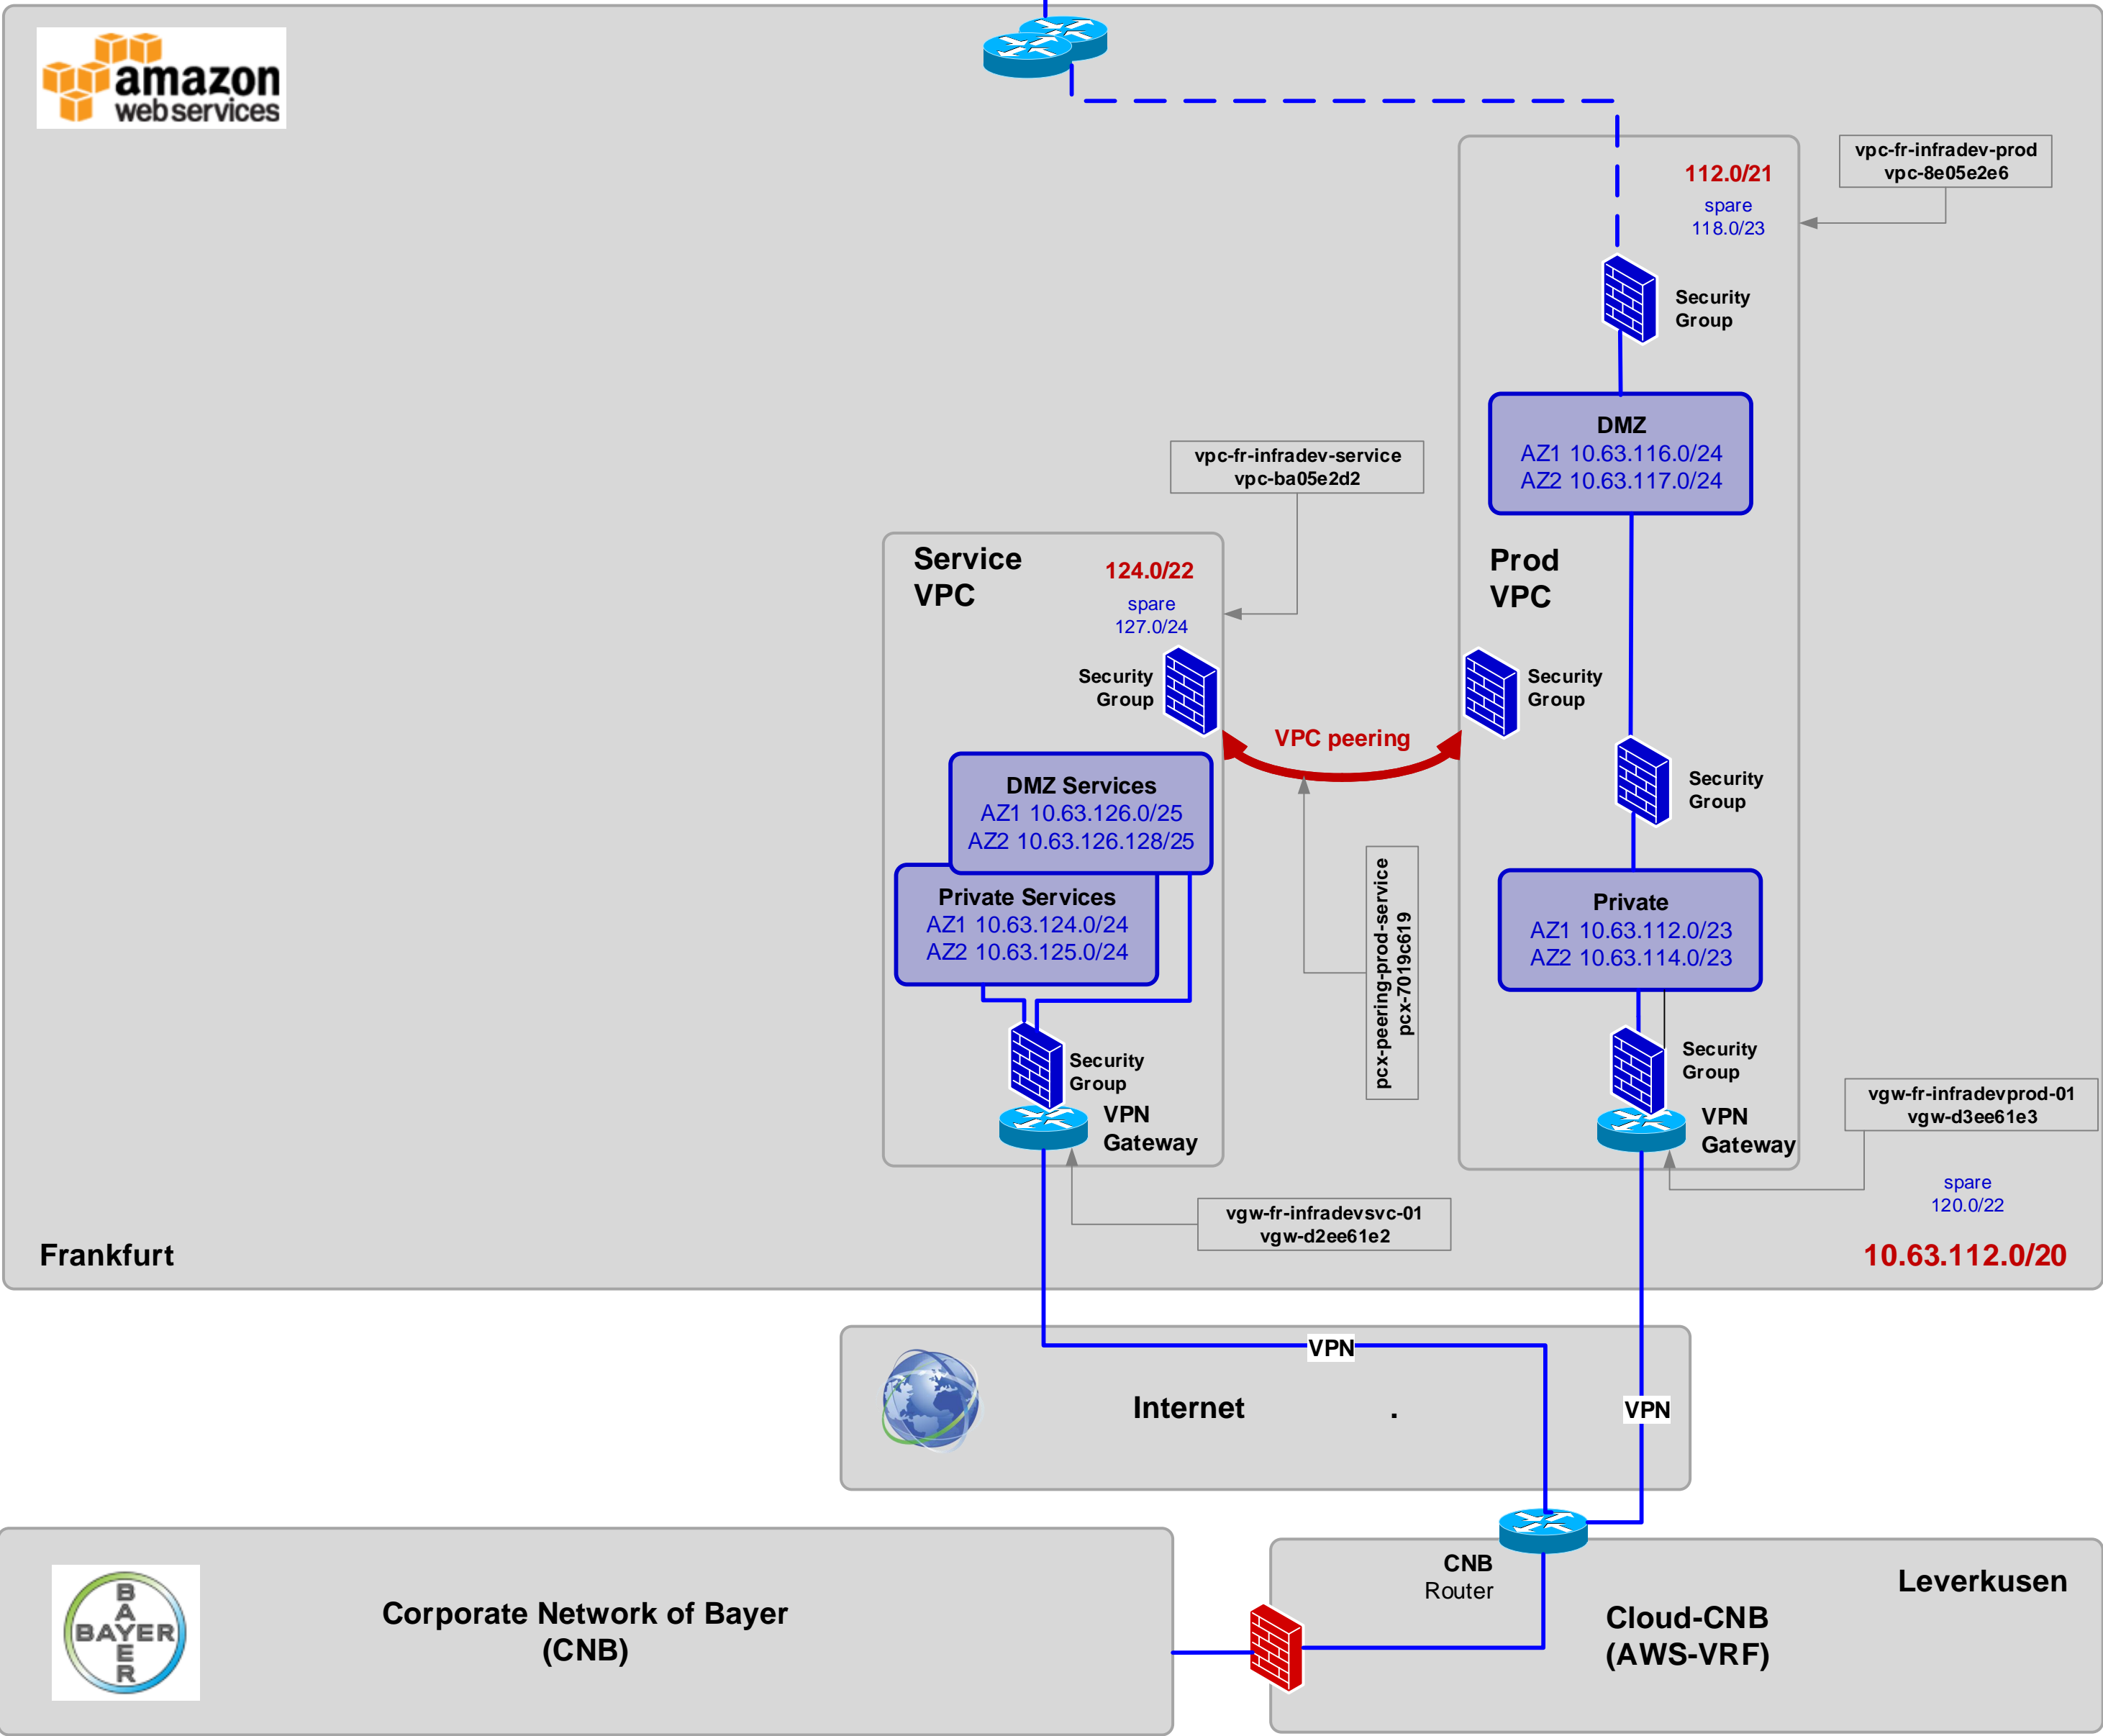 amazon
webservices
vpc-fr-infradev-prod
vpc-8e05e2e6
112.0/21
spare
118.0/23
Security
Group
DMZ
AZ1 10.63.116.0/24
AZ2 10.63.117.0/24
vpc-fr-infradev-service
vpc-ba05e2d2
Service
VPC
124.0/22
spare
127.0/24
Prod
VPC
Security
Group
Security
Group
VPC peering
Security
Group
DMZ Services
AZ1 10.63.126.0/25
AZ2 10.63.126.128/25
Private Services
AZ1 10.63.124.0/24
AZ2 10.63.125.0/24
pcx-peering-prod-service
pcx-7019c619
Private
AZ1 10.63.112.0/23
AZ2 10.63.114.0/23
Security
Group
VPN
Gateway
Security
Group
VPN
Gateway
vgw-fr-infradevprod-01
vgw-d3ee61e3
spare
120.0/22
vgw-fr-infradevsvc-01
vgw-d2ee61e2
Frankfurt
10.63.112.0/20
VPN
Internet .
VPN
CNB
Router
Leverkusen
BAYER
BAYER
Corporate Network of Bayer
(CNB)
Cloud-CNB
(AWS-VRF)